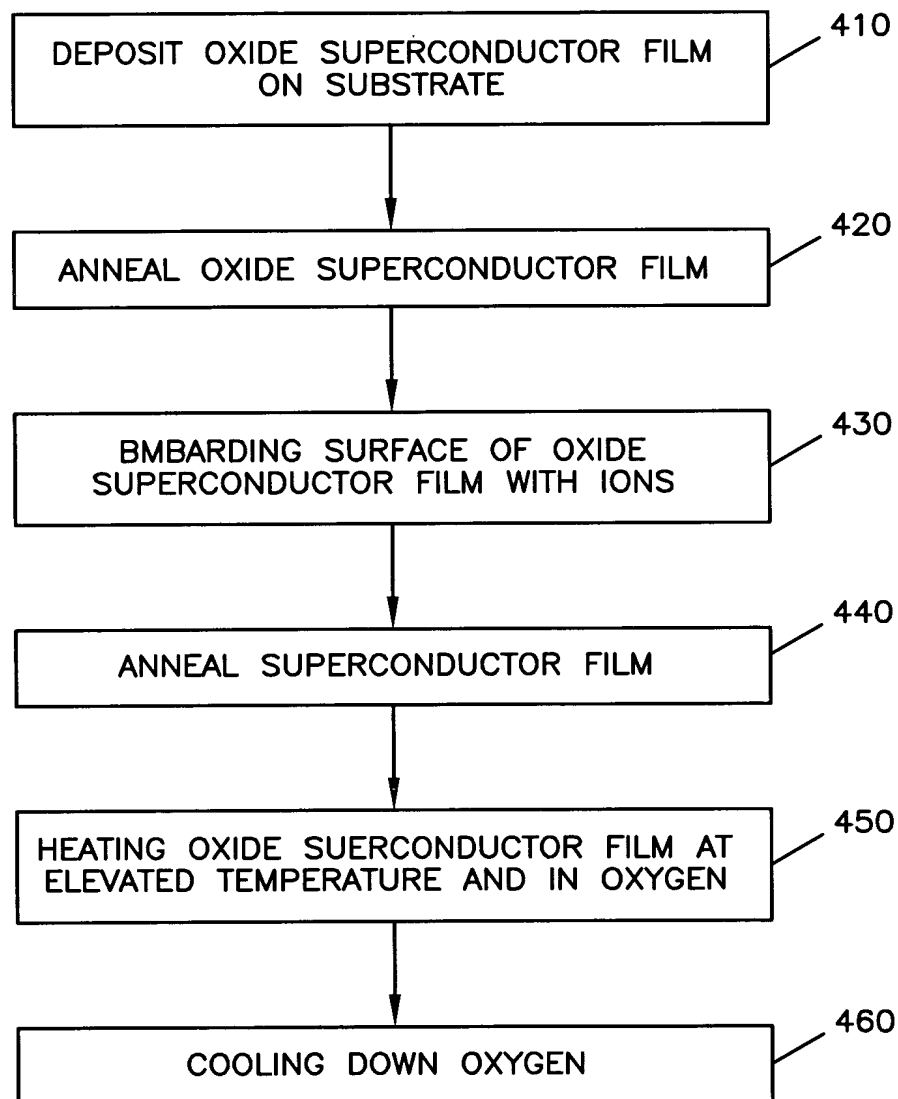 DEPOSIT OXIDE SUPERCONDUCTOR FILM
ON SUBSTRATE
410
ANNEAL OXIDE SUPERCONDUCTOR FILM
420
BMBARDING SURFACE OF OXIDE
SUPERCONDUCTOR FILM WITH IONS
430
ANNEAL SUPERCONDUCTOR FILM
440
HEATING OXIDE SUERCONDUCTOR FILM AT
ELEVATED TEMPERATURE AND IN OXYGEN
450
COOLING DOWN OXYGEN
460